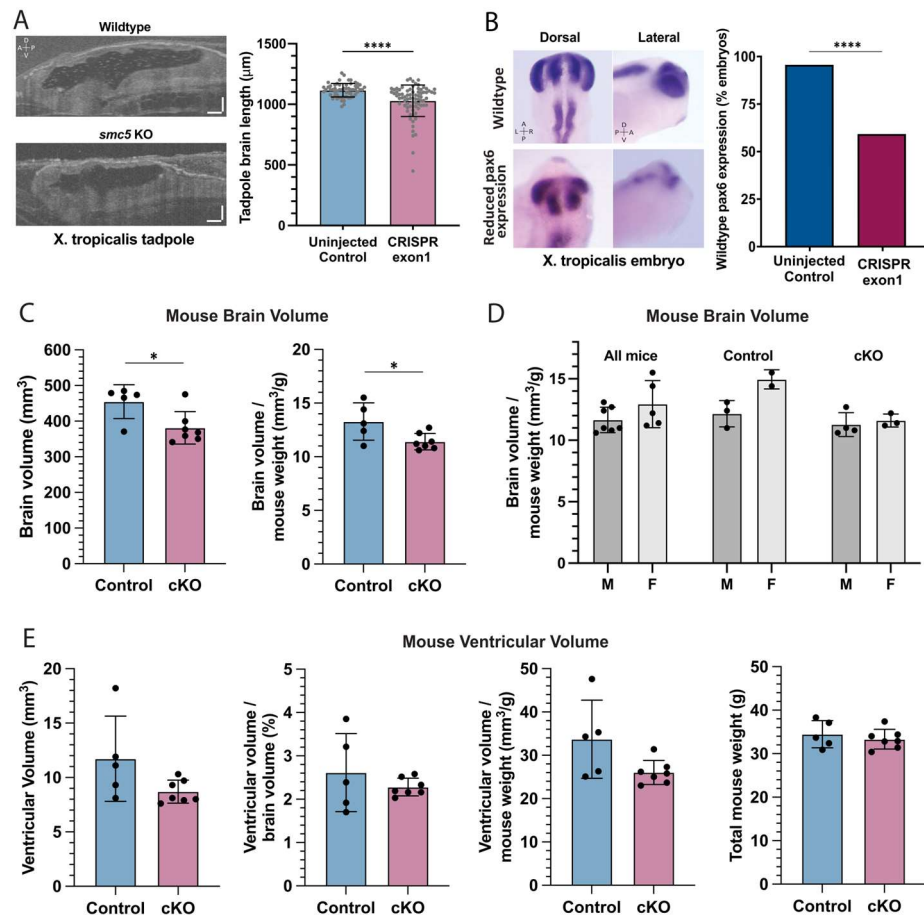 A
Wildtype
D
A P
V
smc5 KO
X. tropicalis tadpole
Tadpole brain length (μm)
1500
1000
500
0
****
Uninjected
Control
CRISPR
exon1
B
Dorsal
Lateral
Wildtype
A
L R
P
D
P A
V
Reduced pax6
expression
X. tropicalis embryo
Wildtype pax6 expression (% embryos)
100
75
50
25
0
****
Uninjected
Control
CRISPR
exon1
C
Mouse Brain Volume
Brain volume (mm³)
600
500
400
300
200
100
0
*
Control
cKO
Brain volume /
mouse weight (mm³/g)
20
15
10
5
0
*
Control
cKO
D
Mouse Brain Volume
Brain volume /
mouse weight (mm³/g)
15
10
5
0
All mice
Control
cKO
M
F
M
F
M
F
E
Mouse Ventricular Volume
Ventricular Volume (mm³)
20
15
10
5
0
Control
cKO
Ventricular volume /
brain volume (%)
5
4
3
2
1
0
Control
cKO
Ventricular volume /
mouse weight (mm³/g)
50
40
30
20
10
0
Control
cKO
Total mouse weight (g)
50
40
30
20
10
0
Control
cKO